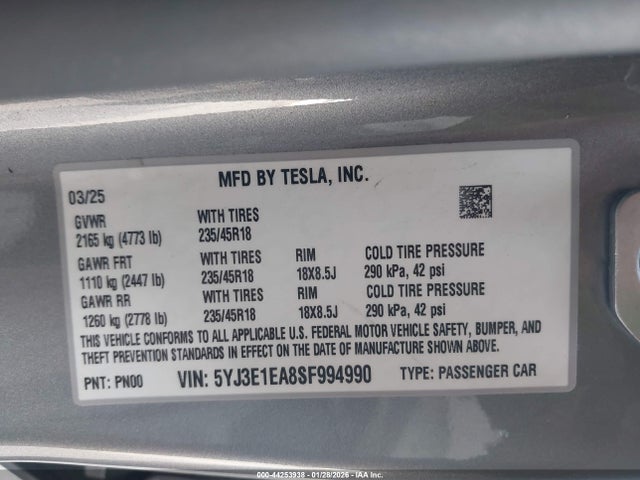 MFD BY TESLA, INC.
03/25
GVWR WITH TIRES
2165 kg (4773 lb) 235/45R18
GAWR FRT WITH TIRES RIM COLD TIRE PRESSURE
1110 kg (2447 lb) 235/45R18 18X8.5J 290 kPa, 42 psi
GAWR RR WITH TIRES RIM COLD TIRE PRESSURE
1260 kg (2778 lb) 235/45R18 18X8.5J 290 kPa, 42 psi
THIS VEHICLE CONFORMS TO ALL APPLICABLE U.S. FEDERAL MOTOR VEHICLE SAFETY, BUMPER, AND
THEFT PREVENTION STANDARDS IN EFFECT ON THE DATE OF MANUFACTURE SHOWN ABOVE.
PNT: PN00 VIN: 5YJ3E1EA8SF994990 TYPE: PASSENGER CAR
000-44253938 - 01/28/2026 - IAAI INC.